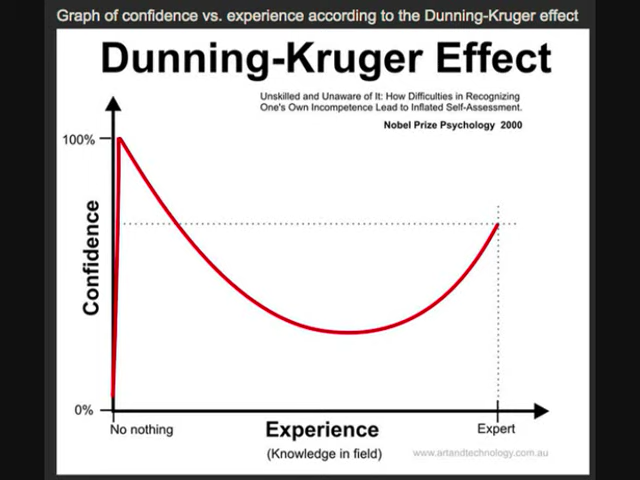 Graph of confidence vs. experience according to the Dunning-Kruger effect
Dunning-Kruger Effect
Unskilled and Unaware of It: How Difficulties in Recognizing
One's Own Incompetence Lead to Inflated Self-Assessment.
Nobel Prize Psychology 2000
100%
Confidence
0%
No nothing
Experience
Expert
(Knowledge in field)
www.artandtechnology.com.au